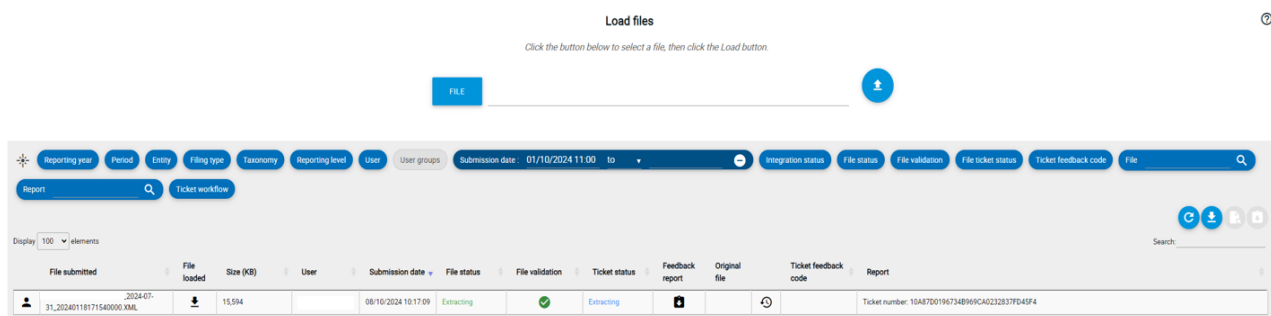 Load files
Click the button below to select a file, then click the Load button.
FILE
Reporting year Period Entity Filing type Taxonomy Reporting level User User groups Submission date : 01/10/2024 11:00 to Integration status File status File validation File ticket status Ticket feedback code File
Report Ticket workflow
Display 100 elements Search:
File submitted File loaded Size (KB) User Submission date File status File validation Ticket status Feedback report Original file Ticket feedback code Report
_2024-07-
31_20240118171540000.XML 15,594 08/10/2024 10:17:09 Extracting Extracting Ticket number: 10A87D0196734B969CA0232837FD45F4